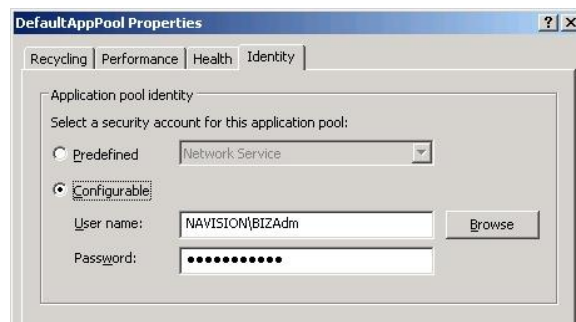 DefaultAppPool Properties
Recycling Performance Health Identity
Application pool identity
Select a security account for this application pool:
Predefined Network Service
Configurable
User name: NAVISION\BIZAdm Browse
Password: ●●●●●●●●●●●